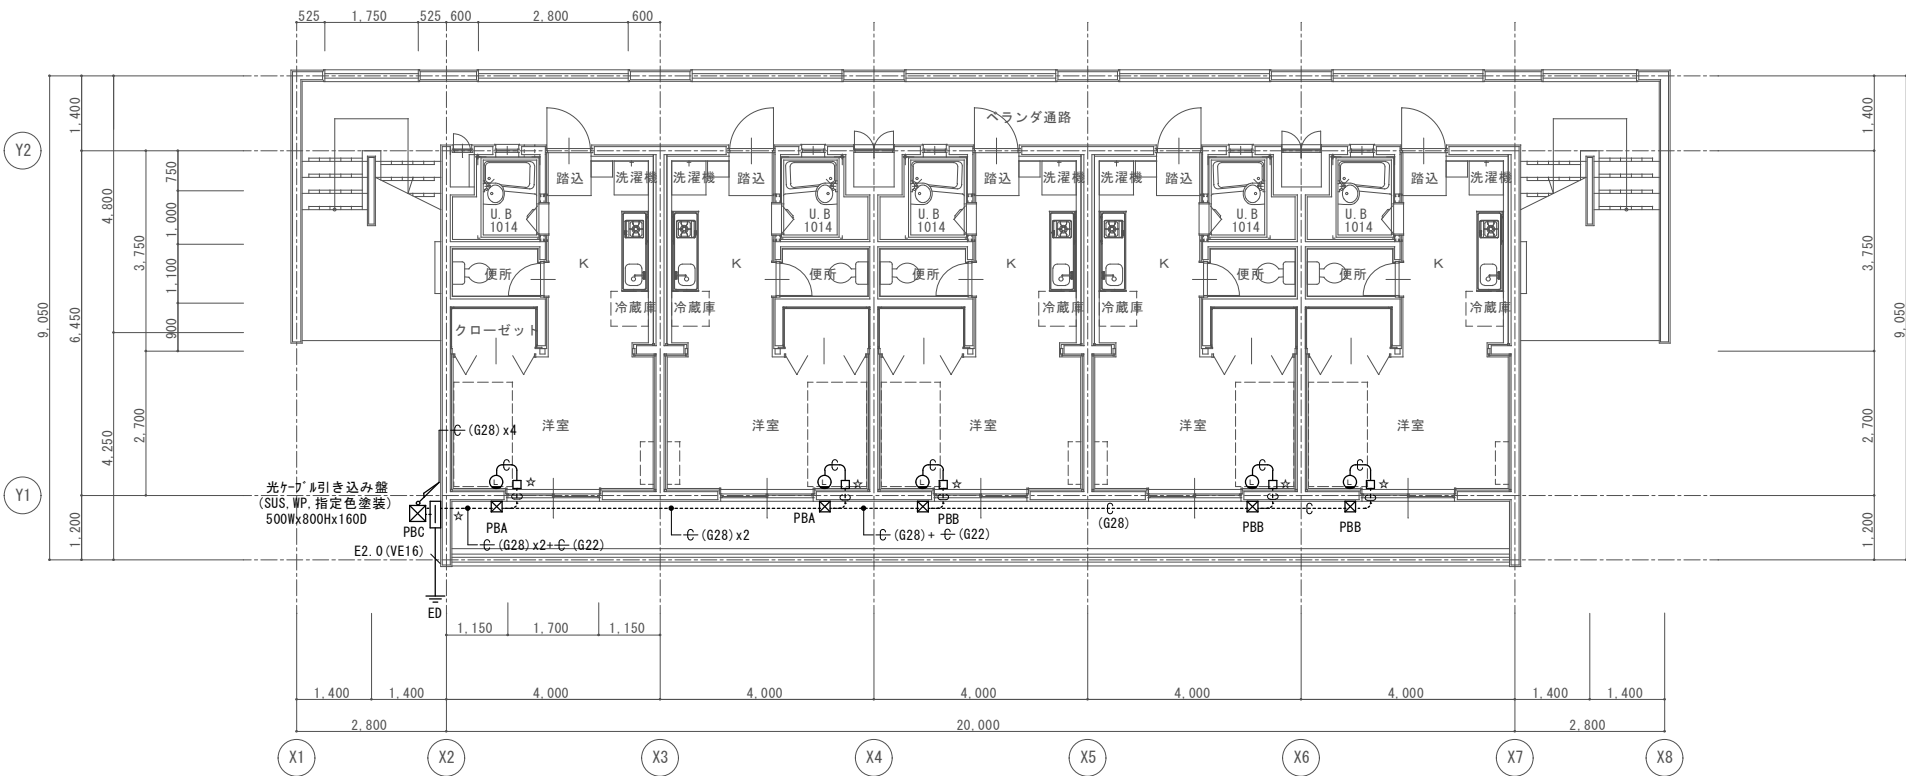 525 1,750 525 600 2,800 600
1,400
4,800
750
1,000
3,750
1,100
900
6,450
9,050
2,700
4,250
1,200
Y2
Y1
ベランダ通路
踏込 洗濯機 洗濯機 踏込 踏込 洗濯機 洗濯機 踏込 踏込 洗濯機
U.B
1014
U.B
1014
U.B
1014
U.B
1014
U.B
1014
K K K K K
便所 便所 便所 便所 便所
冷蔵庫 冷蔵庫 冷蔵庫 冷蔵庫 冷蔵庫
クローゼット
洋室 洋室 洋室 洋室 洋室
C (G28)x4
C C C C C
L ☆ L ☆ L ☆ L ☆ L ☆
C C C C C
光ケーブル引き込み盤
(SUS,WP,指定色塗装)
500Wx800Hx160D
PBC
☆
PBA PBA PBB PBB PBB
C
(G28)
C
C (G28)x2+C (G22)
C (G28)x2
C (G28)+ C (G22)
E2.0(VE16)
ED
1,400
3,750
9,050
2,700
1,200
1,150 1,700 1,150
1,400 1,400 4,000 4,000 4,000 4,000 4,000 1,400 1,400
2,800 20,000 2,800
X1 X2 X3 X4 X5 X6 X7 X8